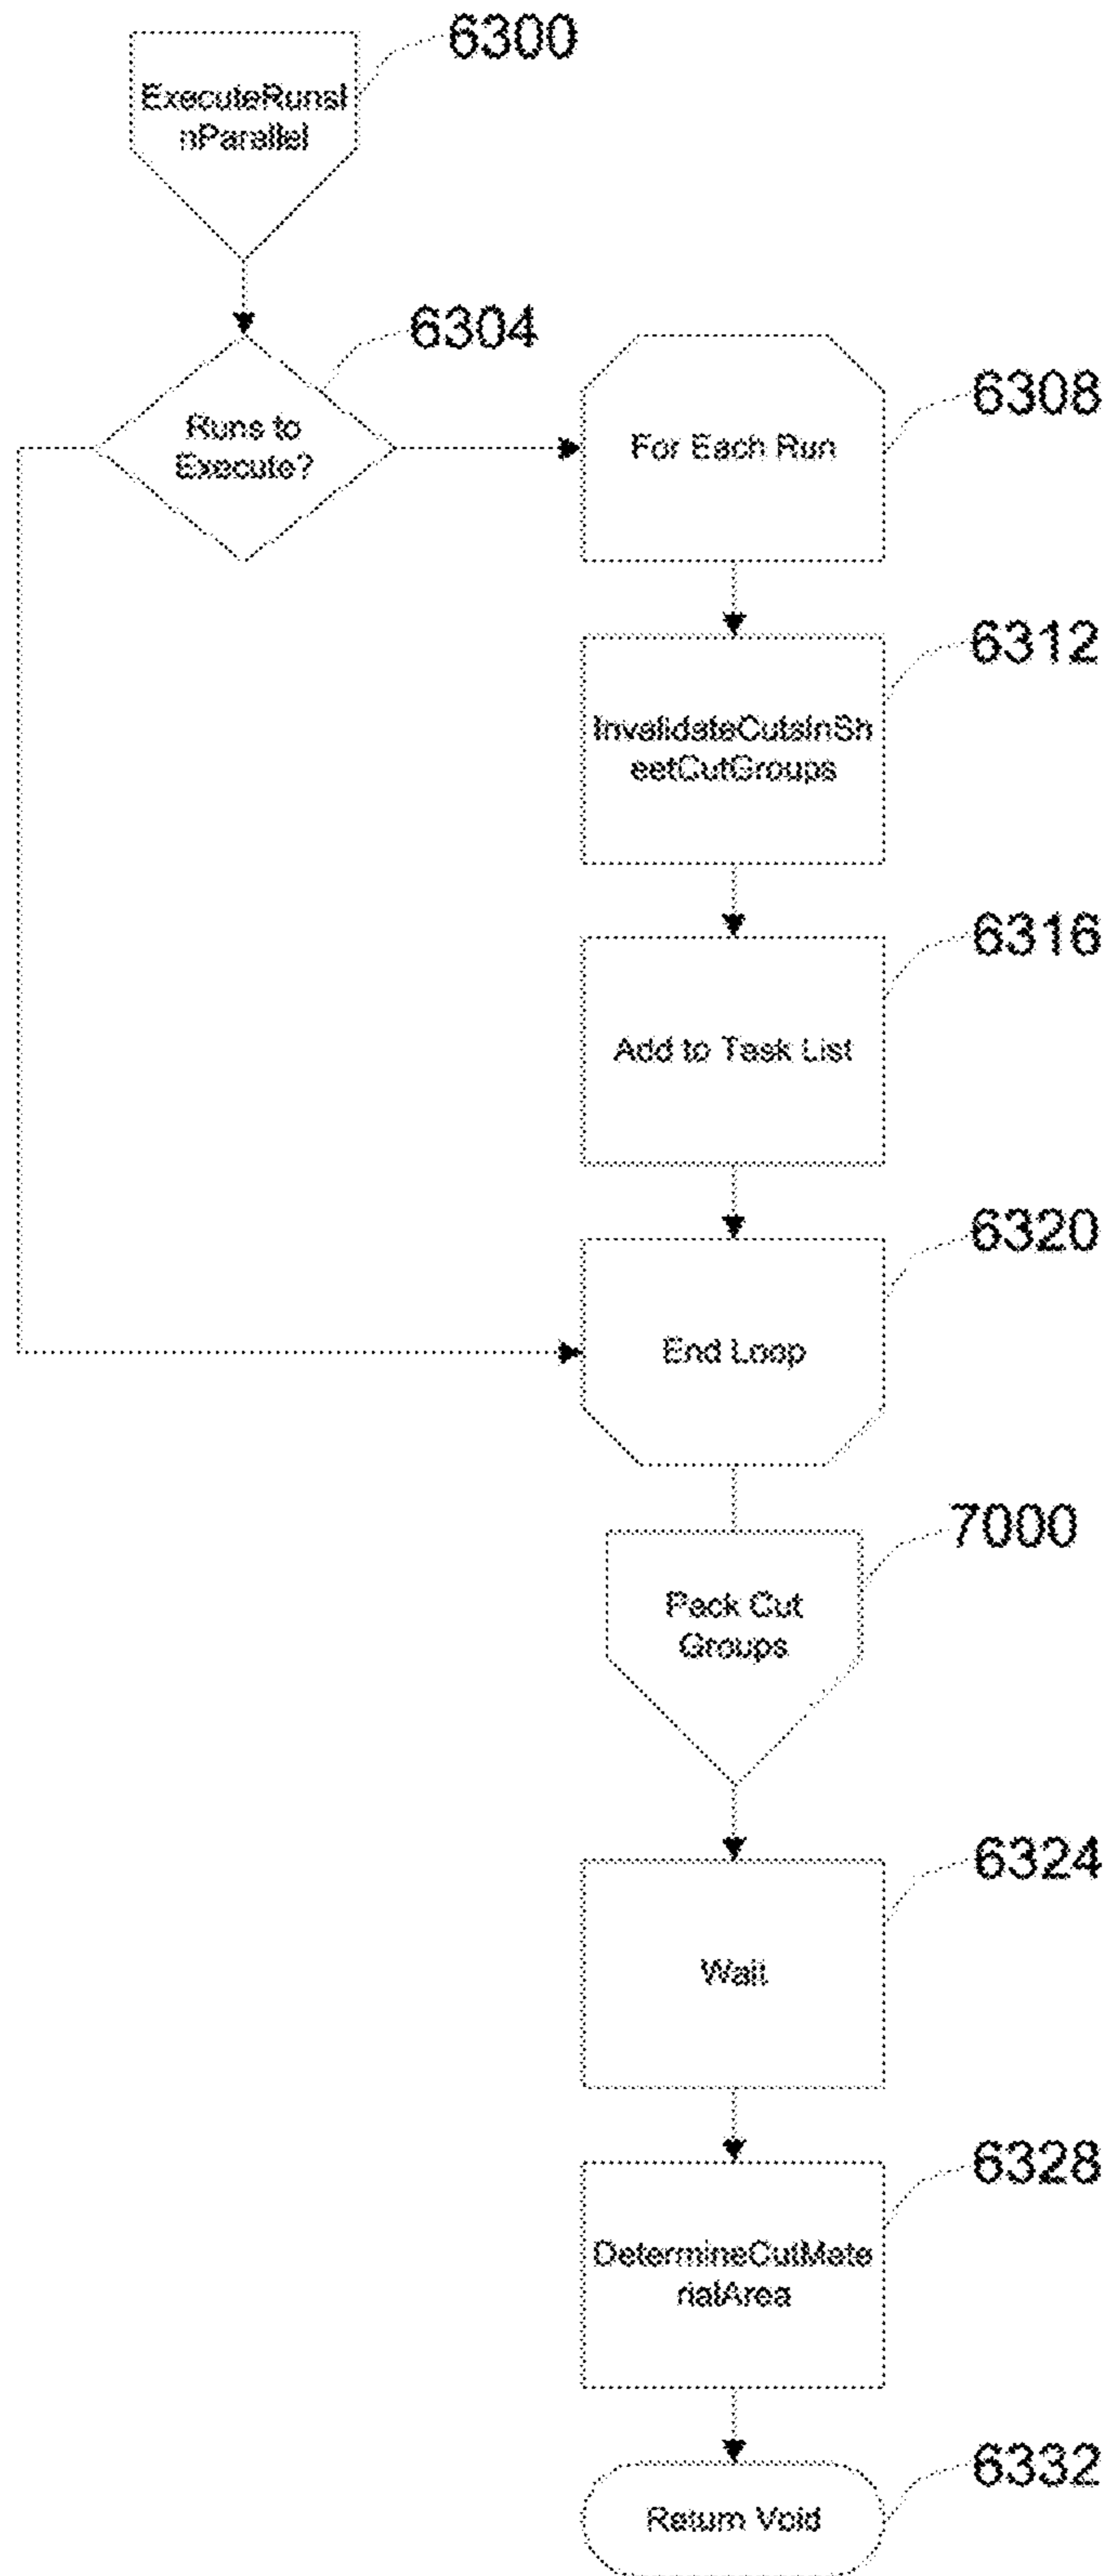 6300
ExecuteRunsI
nParallel
6304
Runs to
Execute?
6308
For Each Run
6312
InvalidateCutsInSh
eetCutGroups
6316
Add to Task List
6320
End Loop
7000
Pack Cut
Groups
6324
Wait
6328
DetermineCutMate
rialArea
6332
Return Void